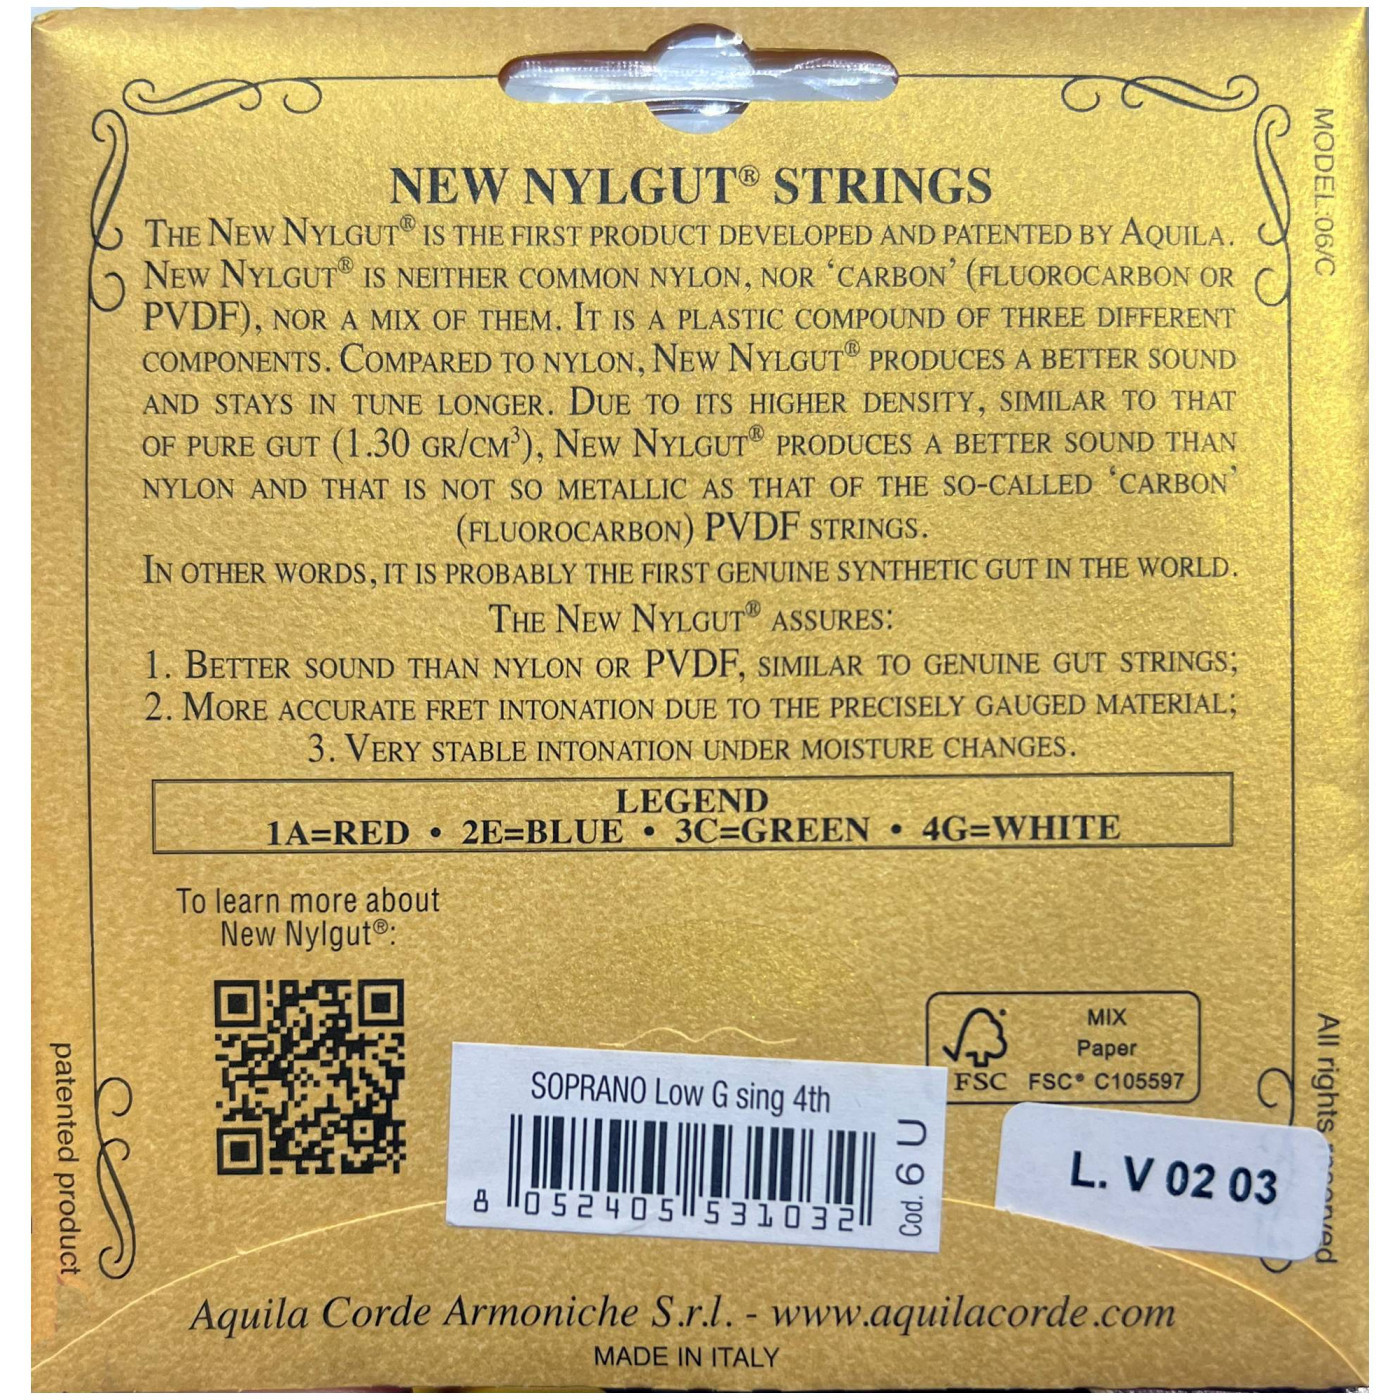 NEW NYLGUT® STRINGS
THE NEW NYLGUT® IS THE FIRST PRODUCT DEVELOPED AND PATENTED BY AQUILA.
NEW NYLGUT® IS NEITHER COMMON NYLON, NOR ‘CARBON’ (FLUOROCARBON OR
PVDF), NOR A MIX OF THEM. IT IS A PLASTIC COMPOUND OF THREE DIFFERENT
COMPONENTS. COMPARED TO NYLON, NEW NYLGUT® PRODUCES A BETTER SOUND
AND STAYS IN TUNE LONGER. DUE TO ITS HIGHER DENSITY, SIMILAR TO THAT
OF PURE GUT (1.30 GR/CM³), NEW NYLGUT® PRODUCES A BETTER SOUND THAN
NYLON AND THAT IS NOT SO METALLIC AS THAT OF THE SO-CALLED ‘CARBON’
(FLUOROCARBON) PVDF STRINGS.
IN OTHER WORDS, IT IS PROBABLY THE FIRST GENUINE SYNTHETIC GUT IN THE WORLD.
THE NEW NYLGUT® ASSURES:
1. BETTER SOUND THAN NYLON OR PVDF, SIMILAR TO GENUINE GUT STRINGS;
2. MORE ACCURATE FRET INTONATION DUE TO THE PRECISELY GAUGED MATERIAL;
3. VERY STABLE INTONATION UNDER MOISTURE CHANGES.
LEGEND
1A=RED • 2E=BLUE • 3C=GREEN • 4G=WHITE
To learn more about
New Nylgut®:
MIX
Paper
FSC FSC® C105597
SOPRANO Low G sing 4th
8 052405 531032
Cod. 6 U
L. V 02 03
Aquila Corde Armoniche S.r.l. - www.aquilacorde.com
MADE IN ITALY
patented product
MODEL:06/C
All rights reserved